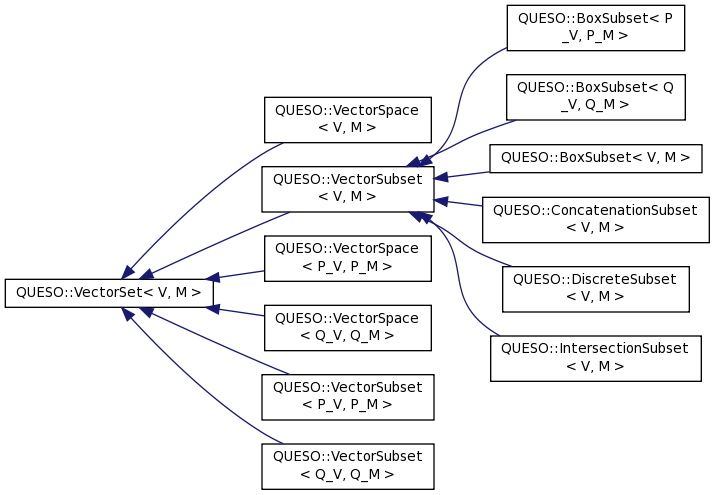 QUESO::VectorSet< V, M >
QUESO::VectorSpace
< V, M >
QUESO::VectorSubset
< V, M >
QUESO::VectorSpace
< P_V, P_M >
QUESO::VectorSpace
< Q_V, Q_M >
QUESO::VectorSubset
< P_V, P_M >
QUESO::VectorSubset
< Q_V, Q_M >
QUESO::BoxSubset< P
_V, P_M >
QUESO::BoxSubset< Q
_V, Q_M >
QUESO::BoxSubset< V, M >
QUESO::ConcatenationSubset
< V, M >
QUESO::DiscreteSubset
< V, M >
QUESO::IntersectionSubset
< V, M >